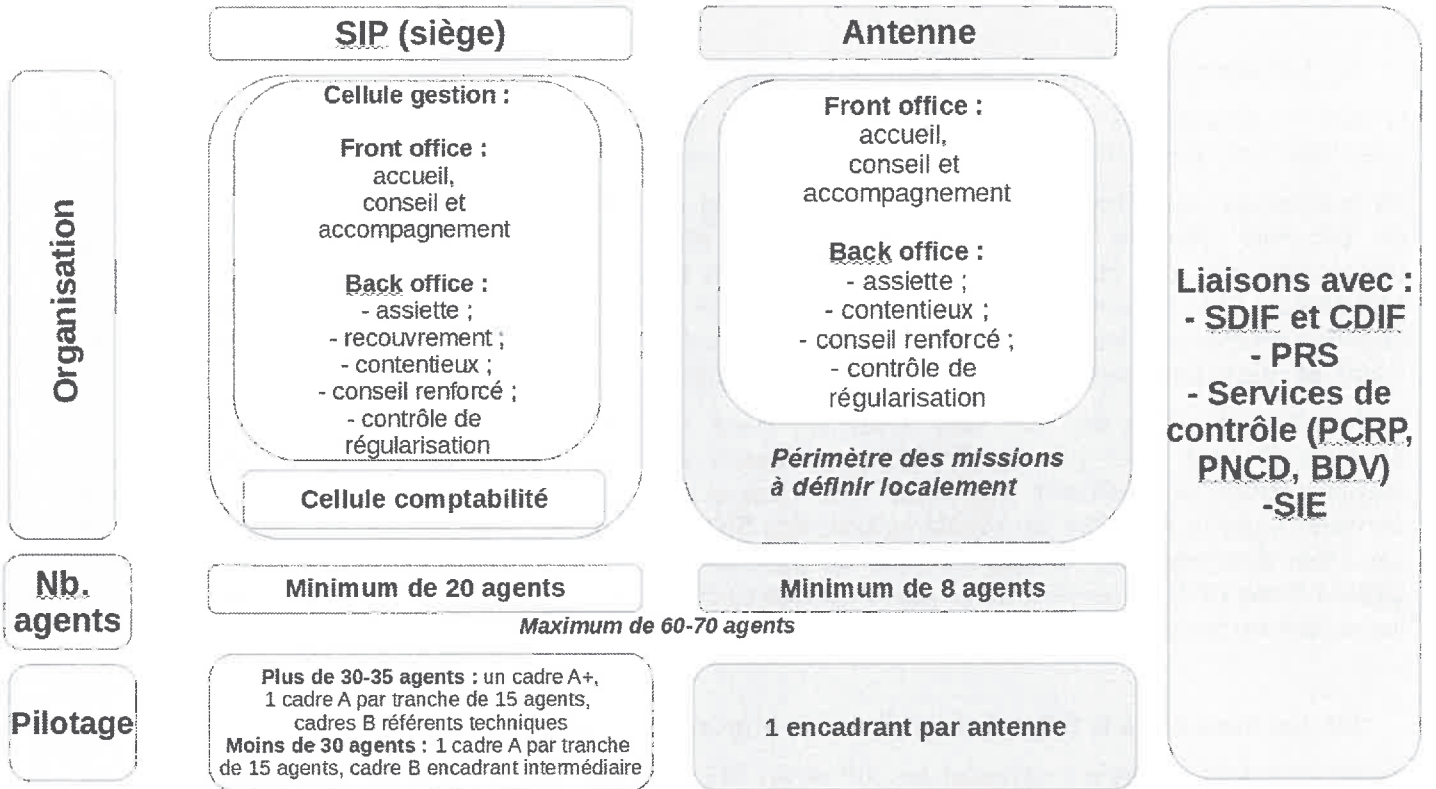 SIP (siège)
Antenne
Organisation
Cellule gestion :
Front office :
accueil,
conseil et
accompagnement
Back office :
- assiette ;
- recouvrement ;
- contentieux ;
- conseil renforcé ;
- contrôle de
régularisation
Cellule comptabilité
Front office :
accueil,
conseil et
accompagnement
Back office :
- assiette ;
- contentieux ;
- conseil renforcé ;
- contrôle de
régularisation
Périmètre des missions
à définir localement
Liaisons avec :
- SDIF et CDIF
- PRS
- Services de
contrôle (PCRP,
PNCD, BDV)
-SIE
Nb.
agents
Minimum de 20 agents
Minimum de 8 agents
Maximum de 60-70 agents
Pilotage
Plus de 30-35 agents : un cadre A+,
1 cadre A par tranche de 15 agents,
cadres B référents techniques
Moins de 30 agents : 1 cadre A par tranche
de 15 agents, cadre B encadrant intermédiaire
1 encadrant par antenne